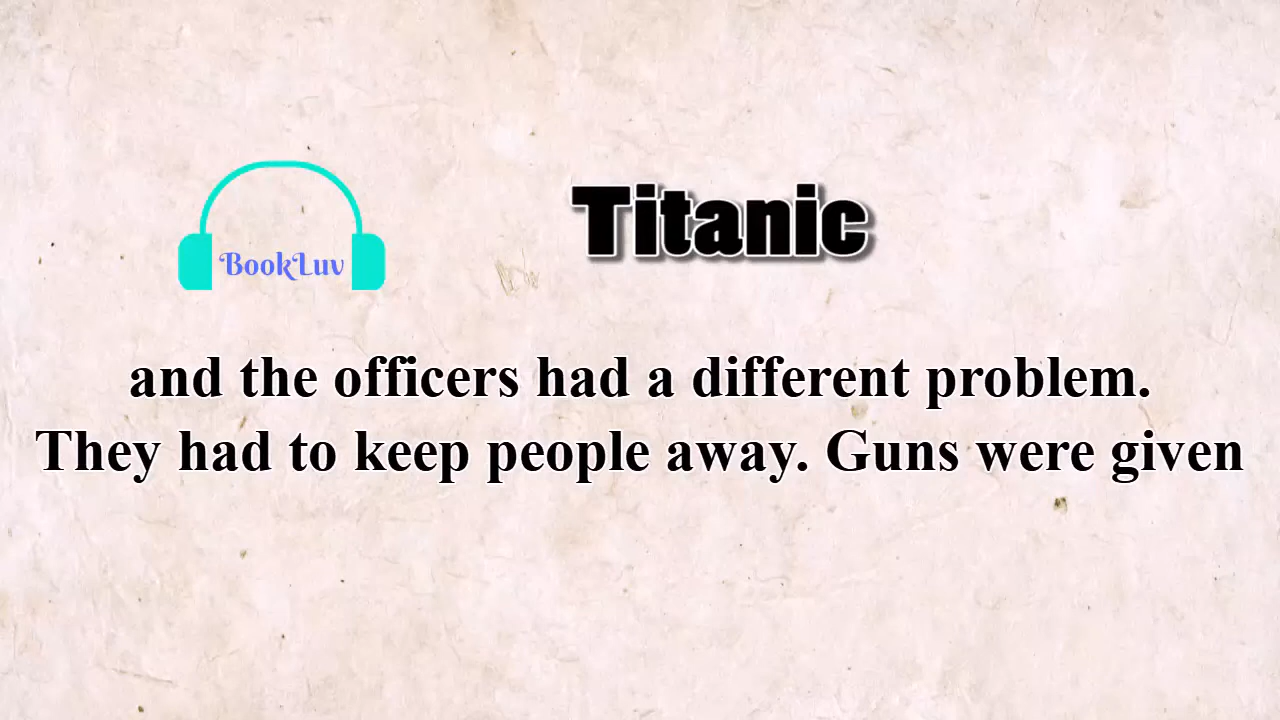 BookLuv
Titanic
and the officers had a different problem.
They had to keep people away. Guns were given